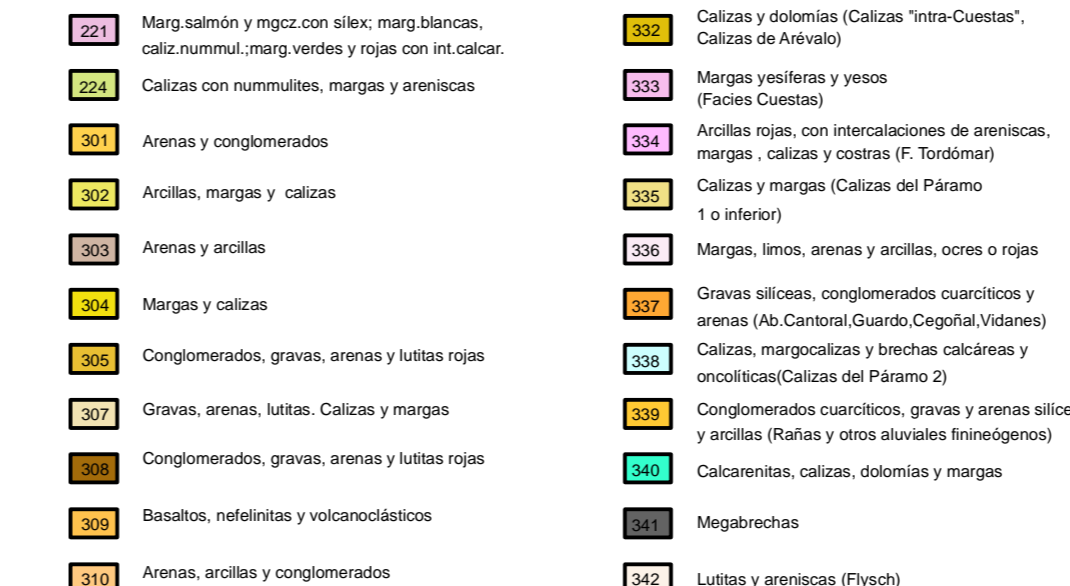 221 Marg.salmón y mgcz.con sílex; marg.blancas,
caliz.nummul.;marg.verdes y rojas con int.calcar.
224 Calizas con nummulites, margas y areniscas
301 Arenas y conglomerados
302 Arcillas, margas y calizas
303 Arenas y arcillas
304 Margas y calizas
305 Conglomerados, gravas, arenas y lutitas rojas
307 Gravas, arenas, lutitas. Calizas y margas
308 Conglomerados, gravas, arenas y lutitas rojas
309 Basaltos, nefelinitas y volcanoclásticos
310 Arenas, arcillas y conglomerados
332 Calizas y dolomías (Calizas "intra-Cuestas",
Calizas de Arévalo)
333 Margas yesíferas y yesos
(Facies Cuestas)
334 Arcillas rojas, con intercalaciones de areniscas,
margas , calizas y costras (F. Tordómar)
335 Calizas y margas (Calizas del Páramo
1 o inferior)
336 Margas, limos, arenas y arcillas, ocres o rojas
337 Gravas silíceas, conglomerados cuarcíticos y
arenas (Ab.Cantoral,Guardo,Cegoñal,Vidanes)
338 Calizas, margocalizas y brechas calcáreas y
oncolíticas(Calizas del Páramo 2)
339 Conglomerados cuarcíticos, gravas y arenas silíce
y arcillas (Rañas y otros aluviales finineógenos)
340 Calcarenitas, calizas, dolomías y margas
341 Megabrechas
342 Lutitas y areniscas (Flysch)